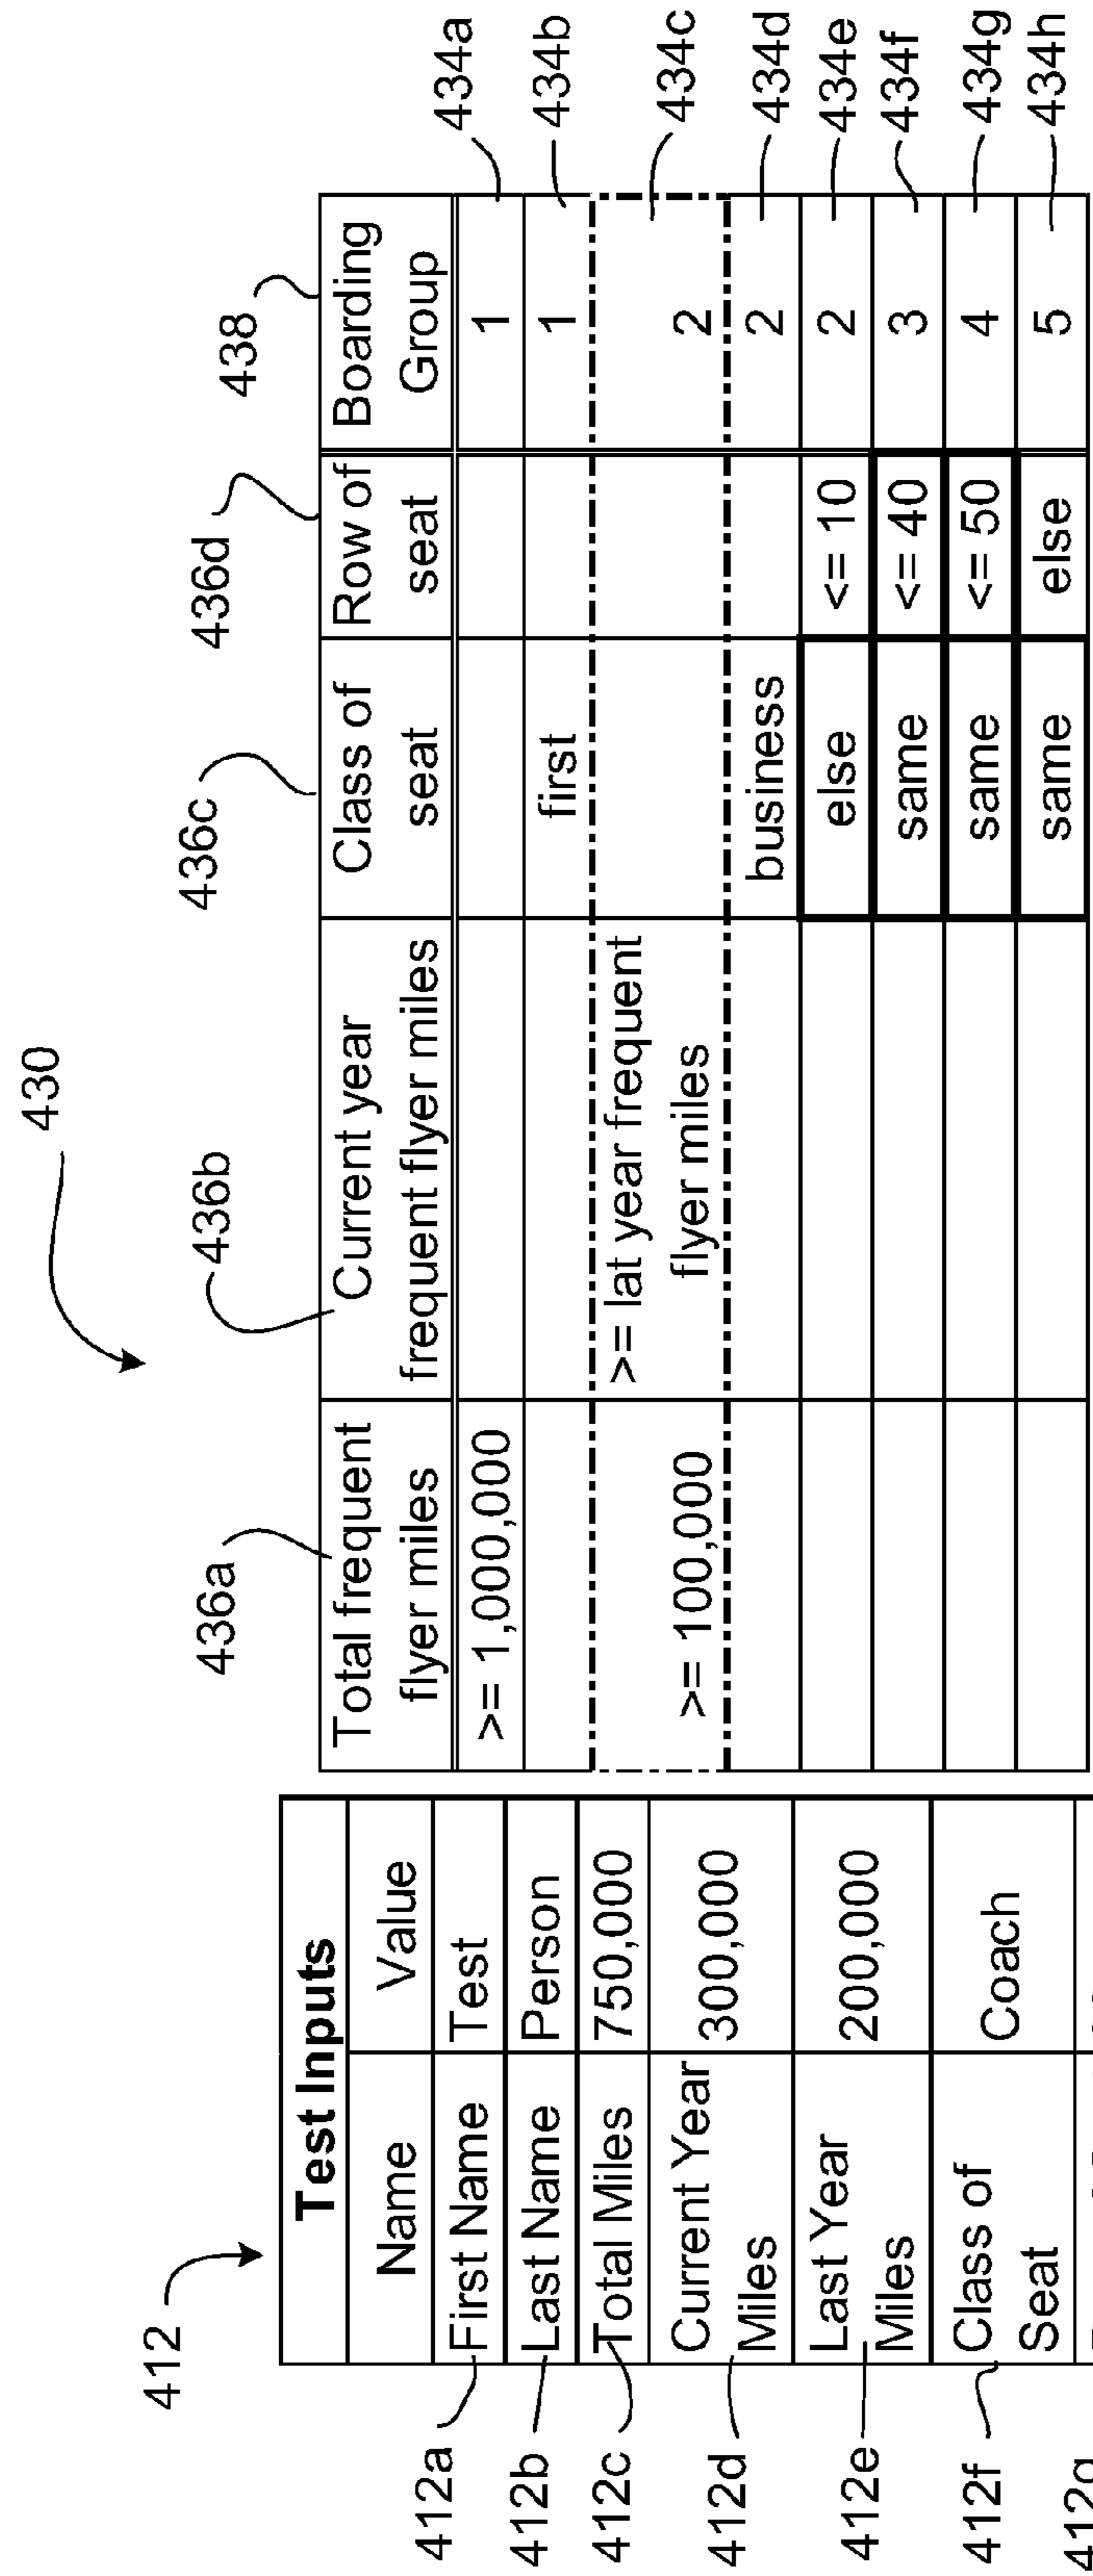 430
412
Test Inputs
Name Value
412a First Name Test
412b Last Name Person
412c Total Miles 750,000
412d Current Year
Miles 300,000
412e Last Year
Miles 200,000
412f Class of
Seat Coach
436a 436b 436c 436d 438
Total frequent
flyer miles
Current year
frequent flyer miles
Class of
seat
Row of
seat
Boarding
Group
>= 1,000,000 1 434a
first 1 434b
>= 100,000
>= lat year frequent
flyer miles
2 434c
business 2 434d
else <= 10 2 434e
same <= 40 3 434f
same <= 50 4 434g
same else 5 434h